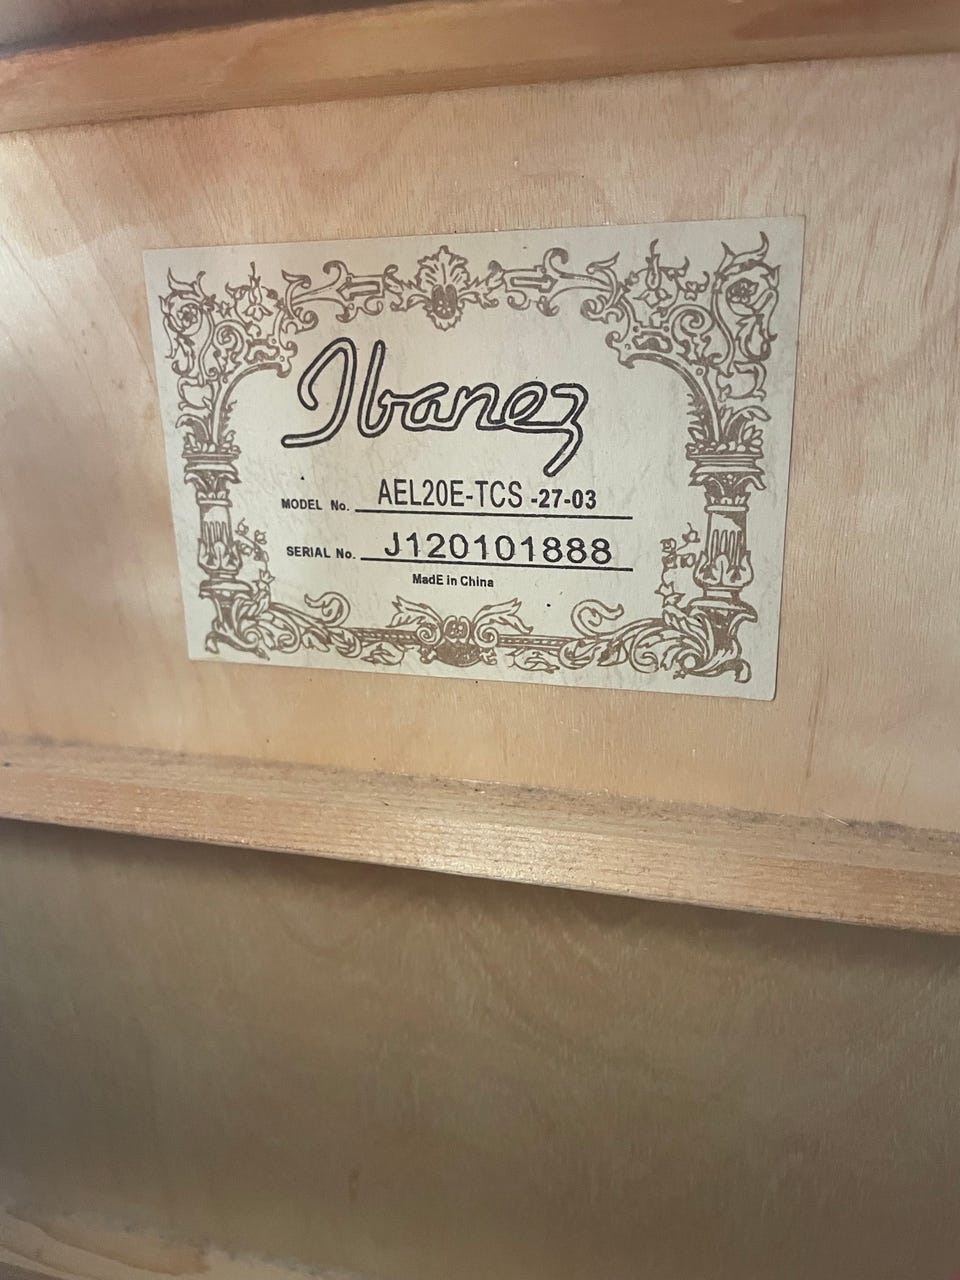 Ibanez
MODEL No. AEL20E-TCS -27-03
SERIAL No. J120101888
MadE in China